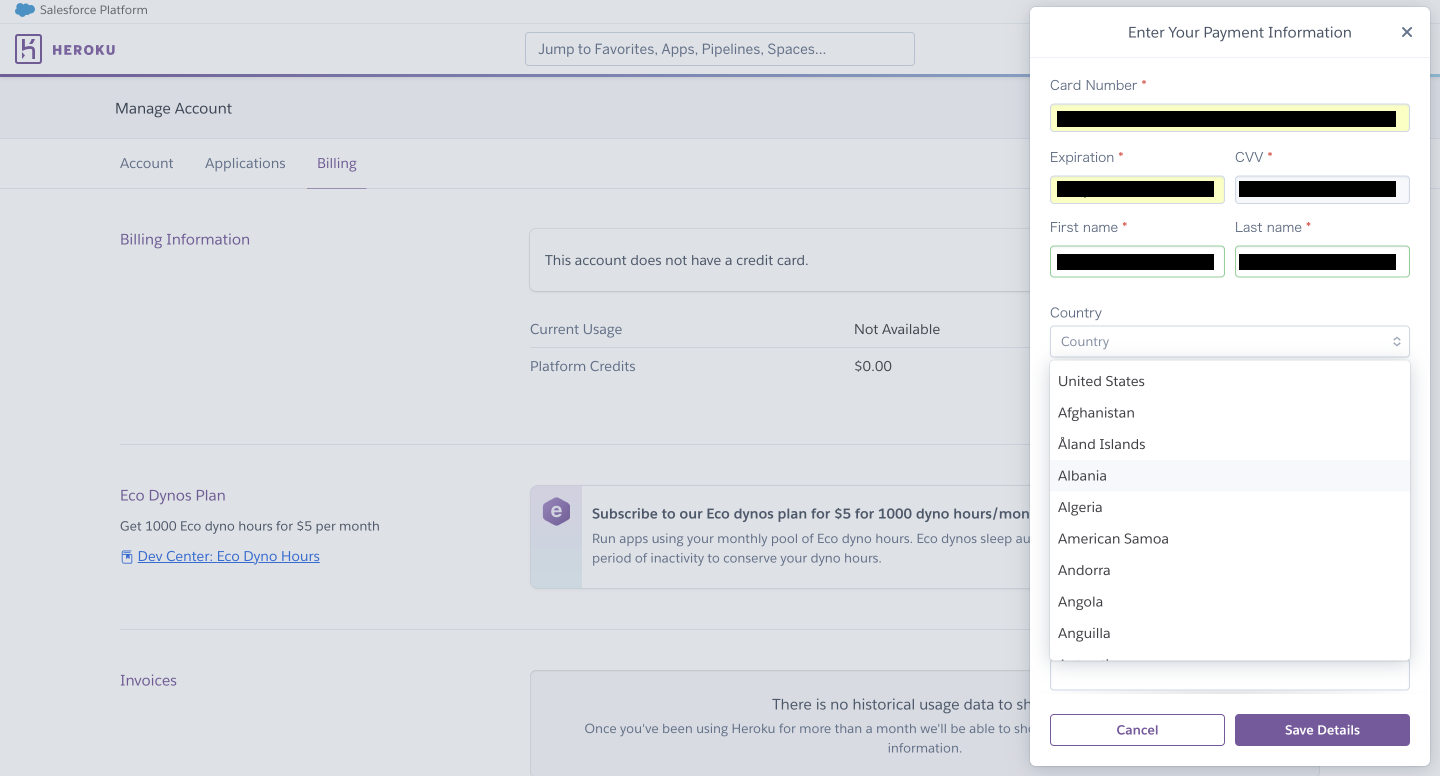 Salesforce Platform
HEROKU
Jump to Favorites, Apps, Pipelines, Spaces...
Manage Account
Account Applications Billing
Billing Information
This account does not have a credit card.
Current Usage Not Available
Platform Credits $0.00
Eco Dynos Plan
Get 1000 Eco dyno hours for $5 per month
Dev Center: Eco Dyno Hours
e
Subscribe to our Eco dynos plan for $5 for 1000 dyno hours/mon
Run apps using your monthly pool of Eco dyno hours. Eco dynos sleep au
period of inactivity to conserve your dyno hours.
Invoices
There is no historical usage data to sh
Once you've been using Heroku for more than a month we'll be able to sho
information.
Enter Your Payment Information
Card Number *
Expiration * CVV *
First name * Last name *
Country
Country
United States
Afghanistan
Åland Islands
Albania
Algeria
American Samoa
Andorra
Angola
Anguilla
Cancel Save Details